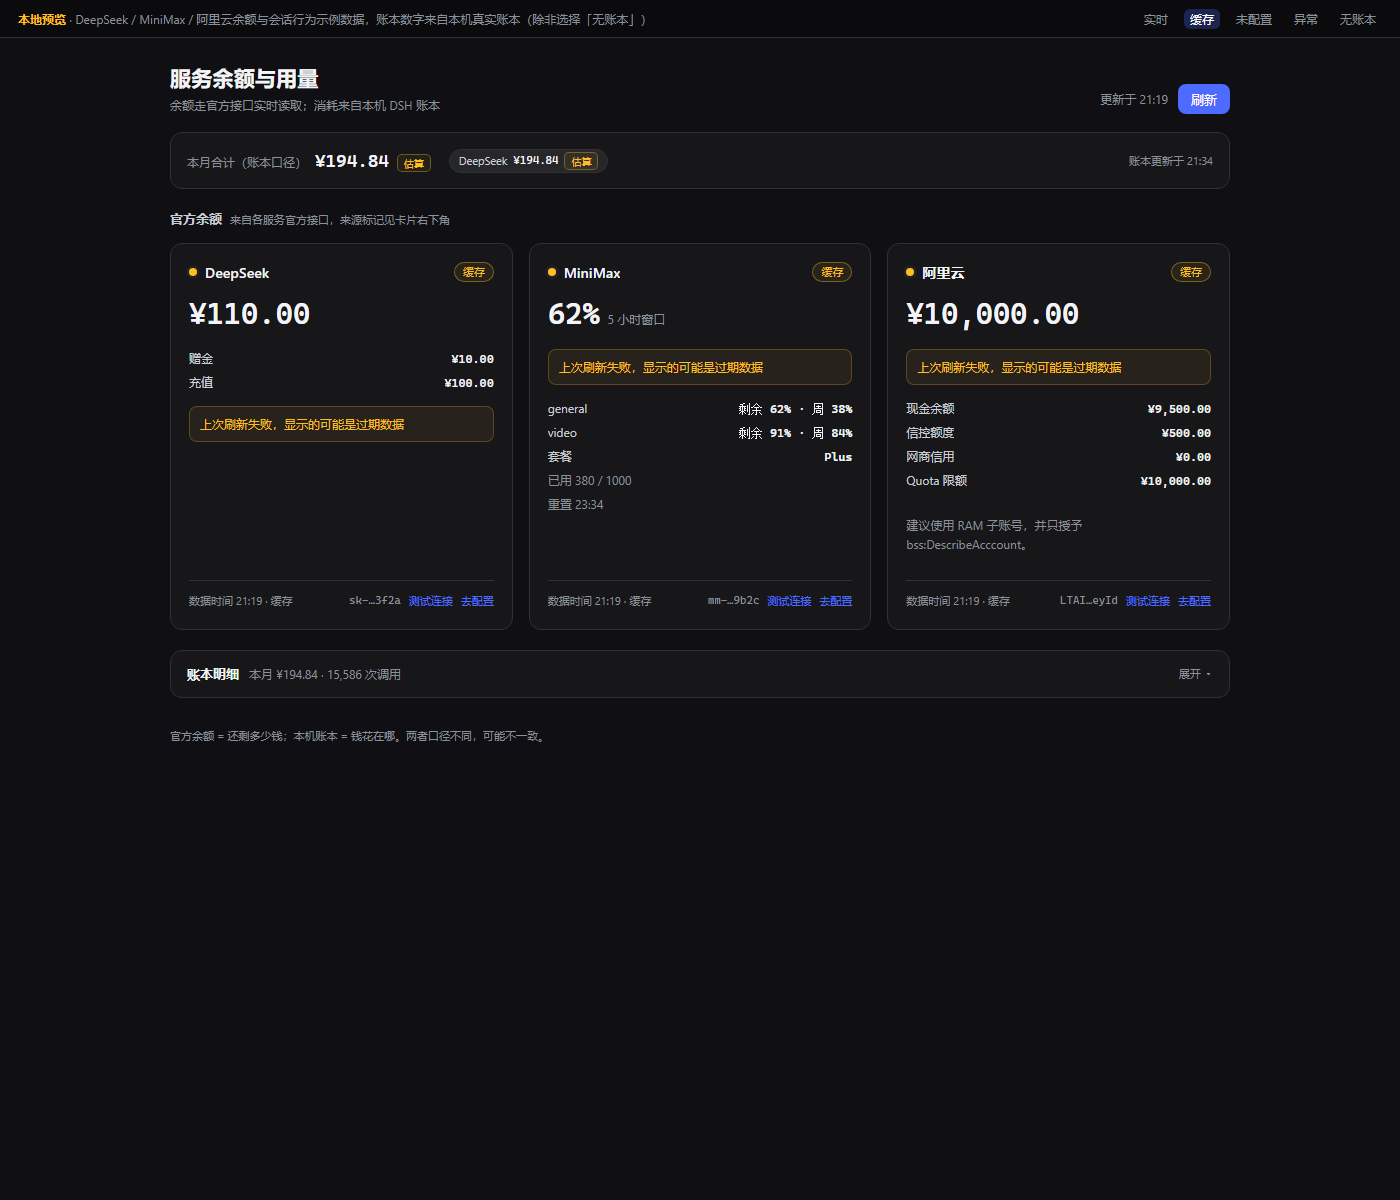 本地预览 · DeepSeek / MiniMax / 阿里云余额与会话行为示例数据，账本数字来自本机真实账本（除非选择「无账本」）
实时 缓存 未配置 异常 无账本
服务余额与用量
余额走官方接口实时读取；消耗来自本机 DSH 账本
更新于 21:19 刷新
本月合计（账本口径） ¥194.84 估算 DeepSeek ¥194.84 估算 账本更新于 21:34
官方余额 来自各服务官方接口，来源标记见卡片右下角
DeepSeek 缓存
¥110.00
赠金 ¥10.00
充值 ¥100.00
上次刷新失败，显示的可能是过期数据
数据时间 21:19 · 缓存 sk-…3f2a 测试连接 去配置
MiniMax 缓存
62% 5 小时窗口
上次刷新失败，显示的可能是过期数据
general 剩余 62% · 周 38%
video 剩余 91% · 周 84%
套餐 Plus
已用 380 / 1000
重置 23:34
数据时间 21:19 · 缓存 mm-…9b2c 测试连接 去配置
阿里云 缓存
¥10,000.00
上次刷新失败，显示的可能是过期数据
现金余额 ¥9,500.00
信控额度 ¥500.00
网商信用 ¥0.00
Quota 限额 ¥10,000.00
建议使用 RAM 子账号，并只授予
bss:DescribeAcccount。
数据时间 21:19 · 缓存 LTAI…eyId 测试连接 去配置
账本明细 本月 ¥194.84 · 15,586 次调用 展开
官方余额 = 还剩多少钱；本机账本 = 钱花在哪。两者口径不同，可能不一致。